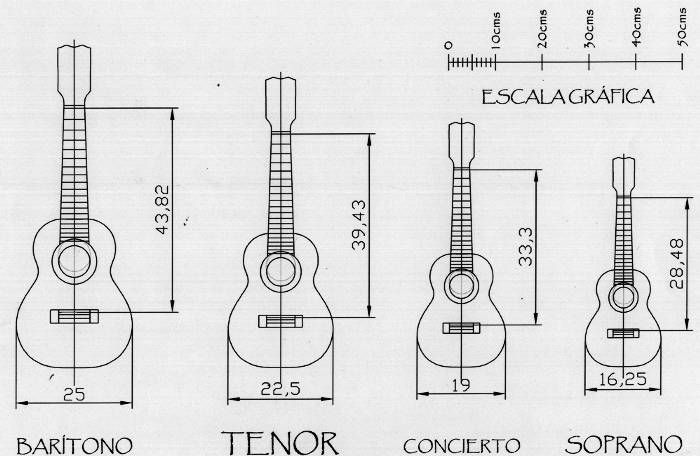 0 10cms 20cms 30cms 40cms 50cms
ESCALA GRÁFICA
43,82
39,43
33,3
28,48
25
22,5
19
16,25
BARÍTONO
TENOR
CONCIERTO
SOPRANO